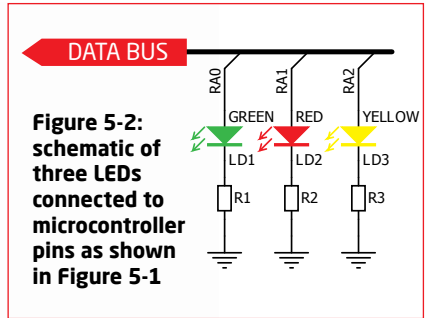 DATA BUS
RA0 RA1 RA2
GREEN RED YELLOW
LD1 LD2 LD3
R1 R2 R3
Figure 5-2:
schematic of
three LEDs
connected to
microcontroller
pins as shown
in Figure 5-1